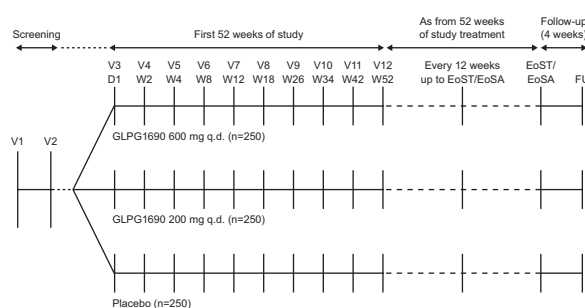 Screening
First 52 weeks of study
As from 52 weeks
of study treatment
Follow-up
(4 weeks)
V3 V4 V5 V6 V7 V8 V9 V10 V11 V12
D1 W2 W4 W8 W12 W18 W26 W34 W42 W52
Every 12 weeks
up to EoST/EoSA
EoST/
EoSA
FU
GLPG1690 600 mg q.d. (n=250)
V1 V2
GLPG1690 200 mg q.d. (n=250)
Placebo (n=250)